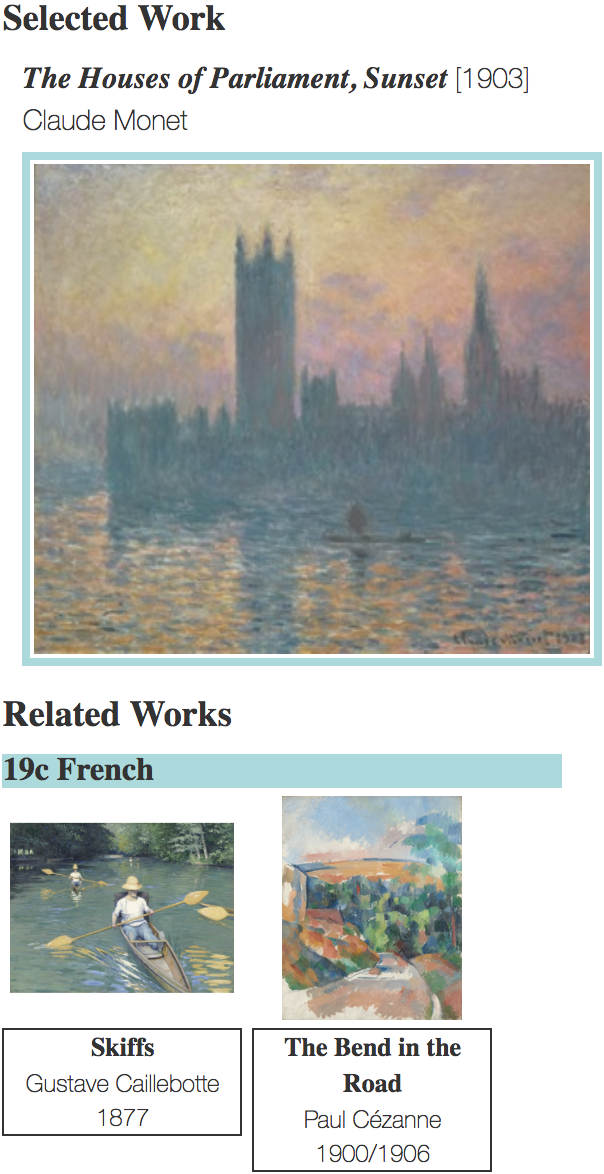 Selected Work
The Houses of Parliament, Sunset [1903]
Claude Monet
Related Works
19c French
Skiffs
Gustave Caillebotte
1877
The Bend in the
Road
Paul Cézanne
1900/1906